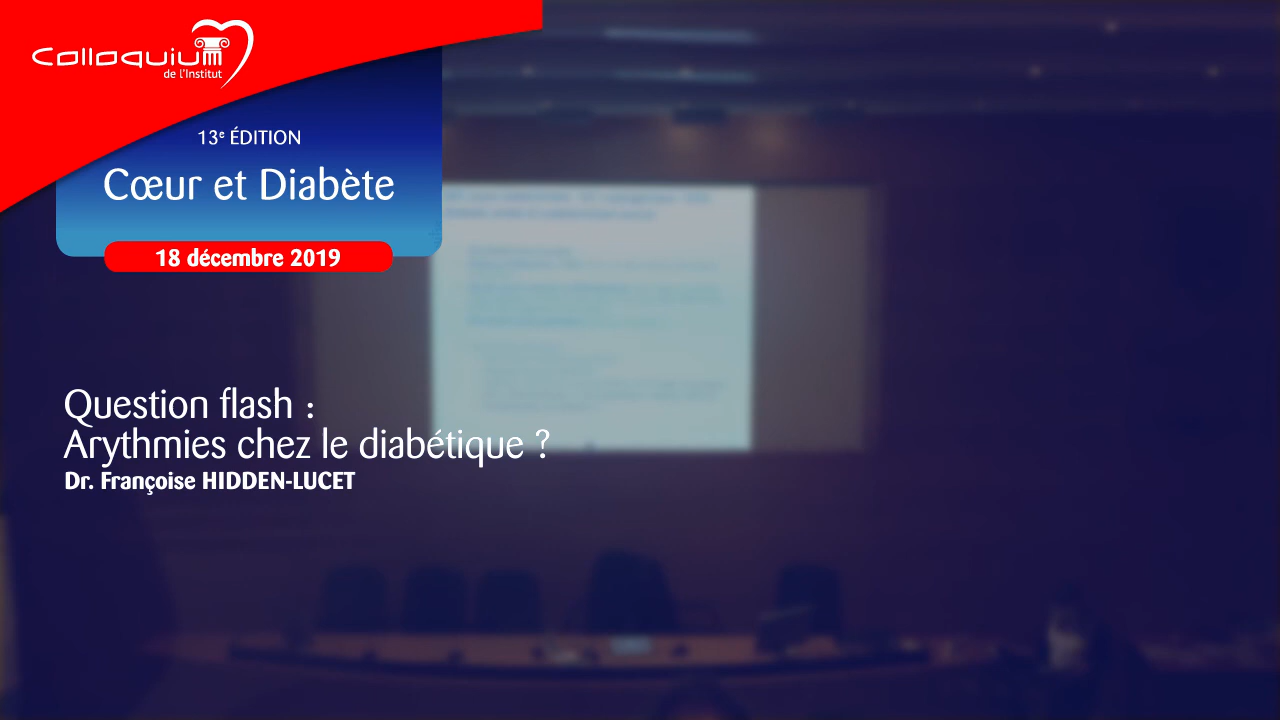 Colloquium
de l'Institut
13e ÉDITION
Cœur et Diabète
18 décembre 2019
Question flash :
Arythmies chez le diabétique ?
Dr. Françoise HIDDEN-LUCET